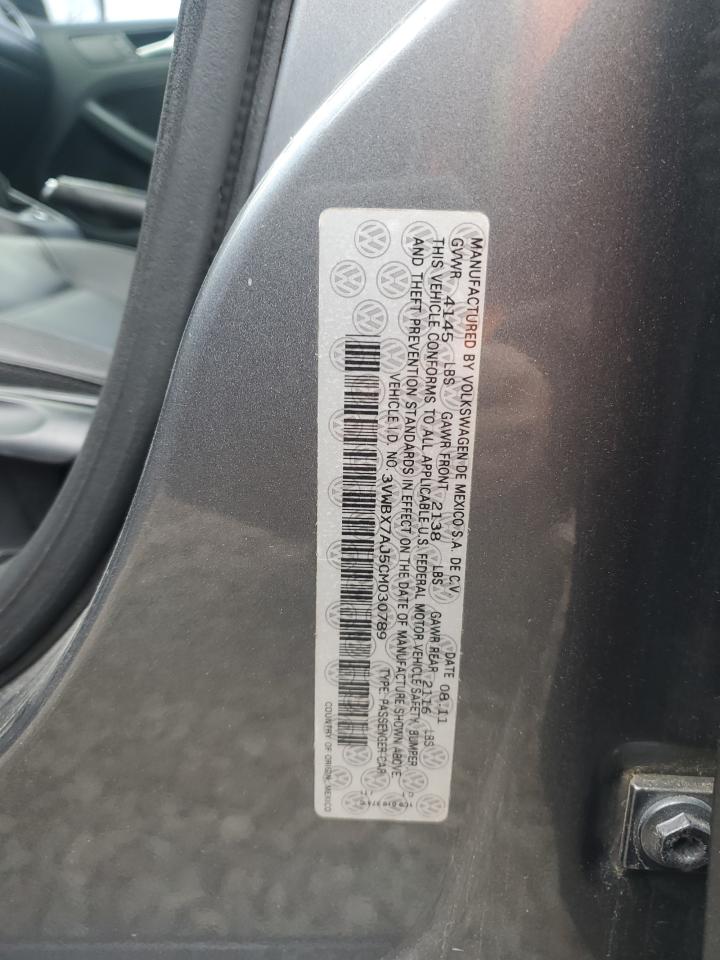 MANUFACTURED BY VOLKSWAGEN DE MEXICO S.A. DE C.V DATE 08.11
GVWR 4145 LBS GAWR FRONT 2138 LBS GAWR REAR 2116 LBS
THIS VEHICLE CONFORMS TO ALL APPLICABLE U.S. FEDERAL MOTOR VEHICLE SAFETY, BUMPER
AND THEFT PREVENTION STANDARDS IN EFFECT ON THE DATE OF MANUFACTURE SHOWN ABOVE.
VEHICLE I.D. NO. 3VWBX7AJ5CM030789 TYPE: PASSENGER CAR
COUNTRY OF ORIGIN: MEXICO